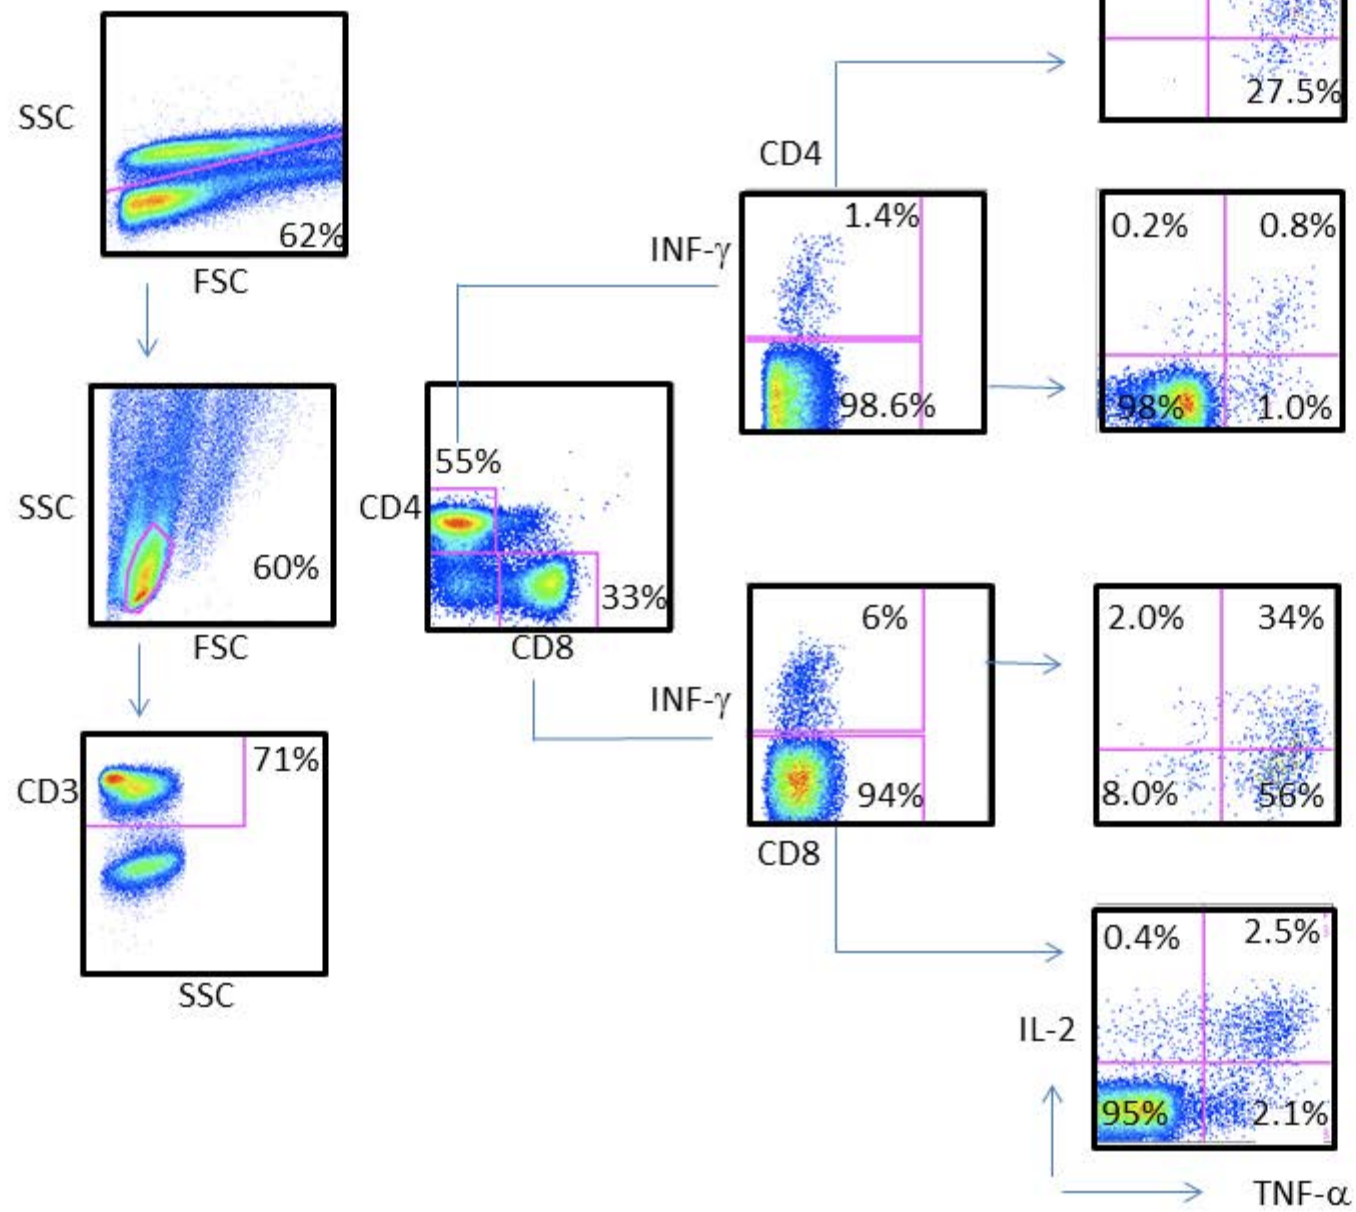 SSC
62%
FSC
SSC
60%
FSC
CD3
71%
SSC
55%
CD4
33%
CD8
CD4
INF-γ
1.4%
98.6%
INF-γ
6%
94%
CD8
27.5%
0.2% 0.8%
98% 1.0%
2.0% 34%
8.0% 56%
0.4% 2.5%
IL-2
95% 2.1%
TNF-α